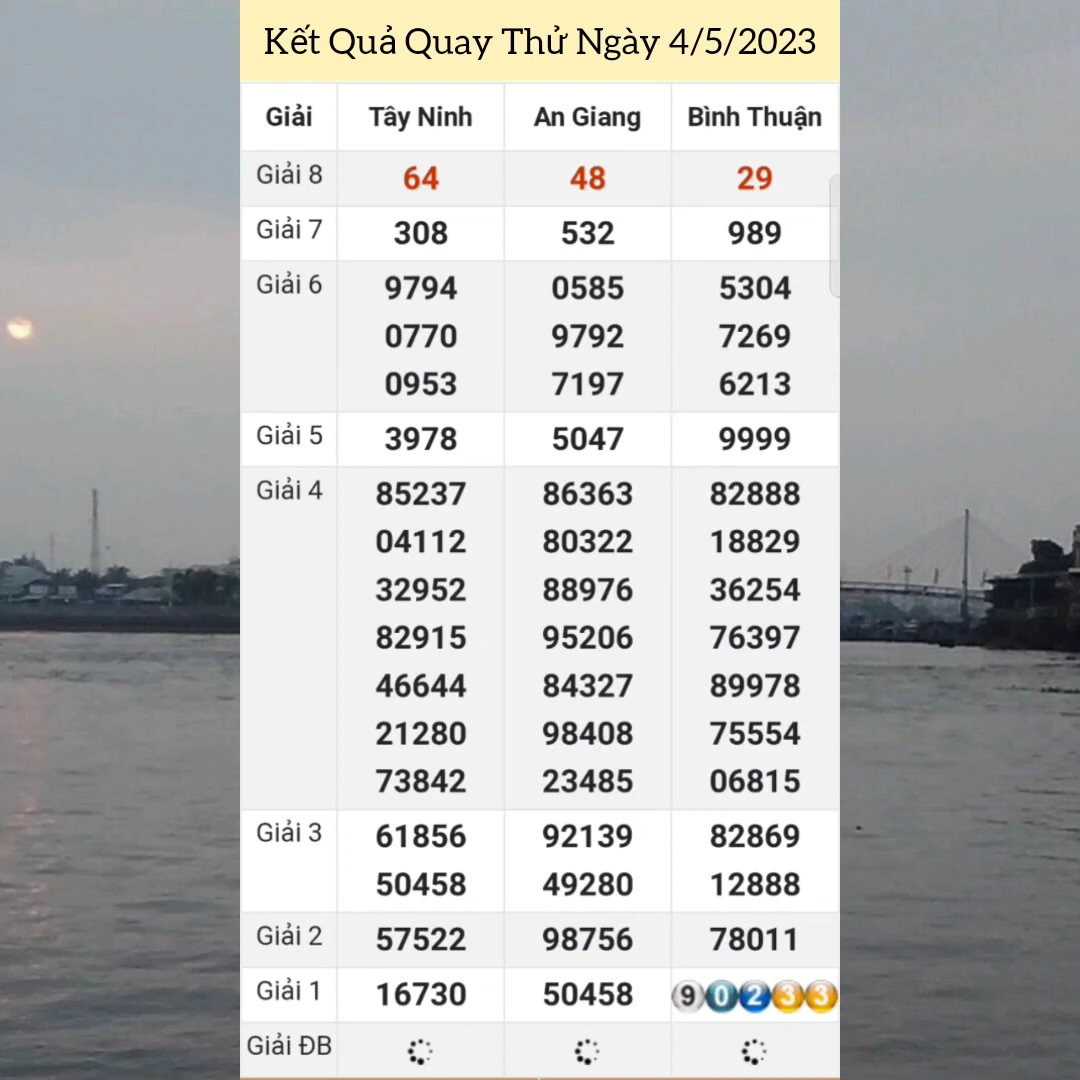 Kết Quả Quay Thử Ngày 4/5/2023
Giải Tây Ninh An Giang Bình Thuận
Giải 8 64 48 29
Giải 7 308 532 989
Giải 6 9794 0585 5304
0770 9792 7269
0953 7197 6213
Giải 5 3978 5047 9999
Giải 4 85237 86363 82888
04112 80322 18829
32952 88976 36254
82915 95206 76397
46644 84327 89978
21280 98408 75554
73842 23485 06815
Giải 3 61856 92139 82869
50458 49280 12888
Giải 2 57522 98756 78011
Giải 1 16730 50458 90233
Giải ĐB